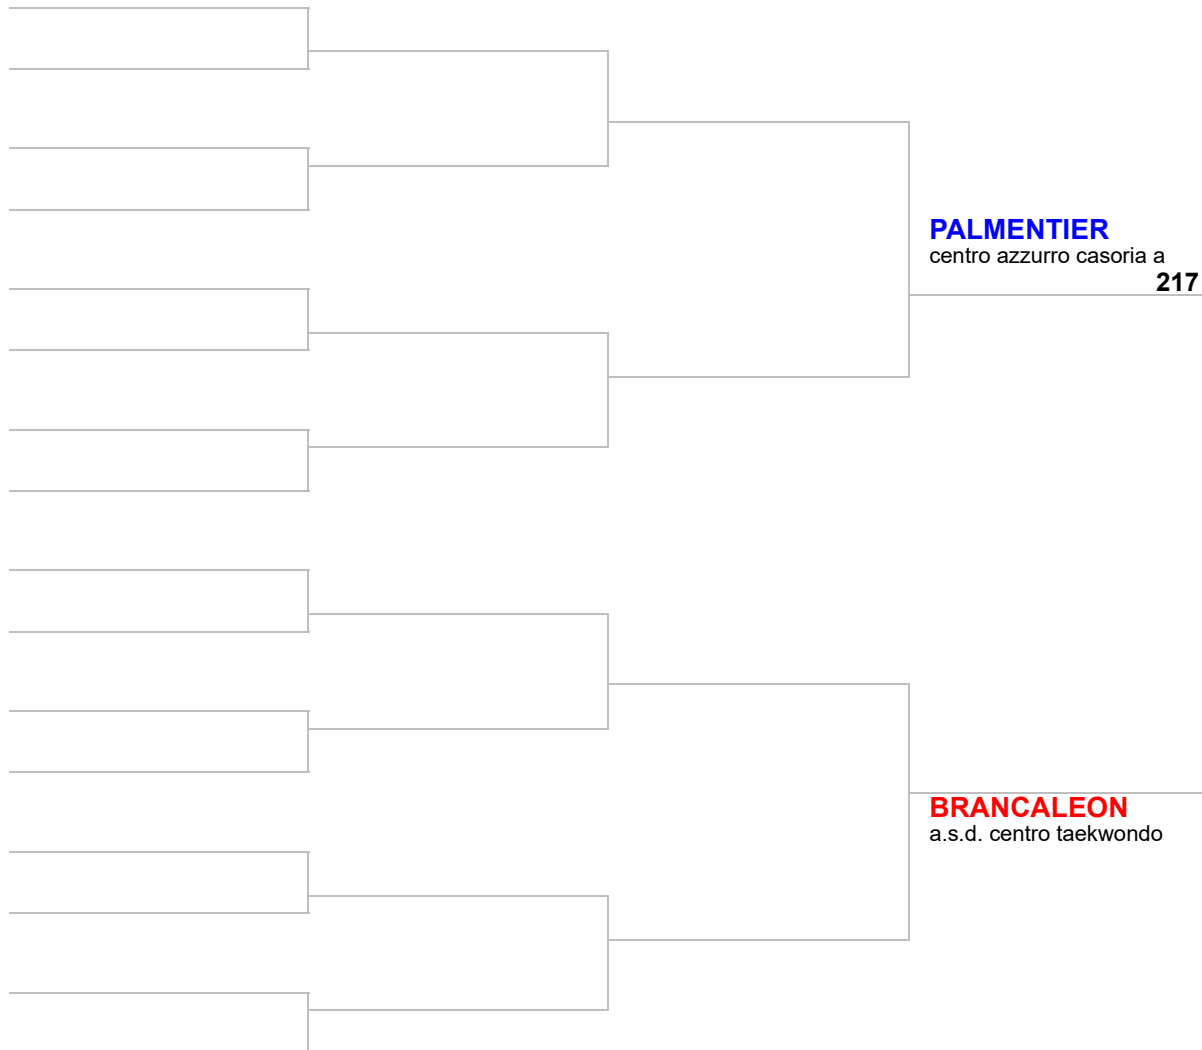 PALMENTIER
centro azzurro casoria a
217
BRANCALEON
a.s.d. centro taekwondo